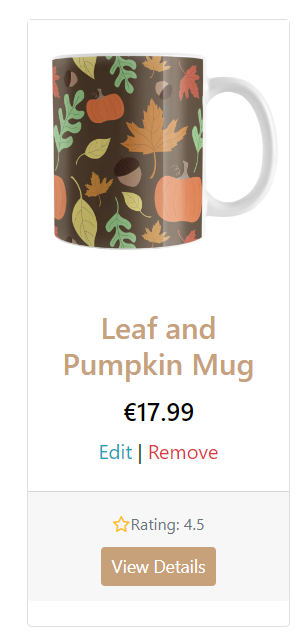 Leaf and
Pumpkin Mug
€17.99
Edit | Remove
Rating: 4.5
View Details